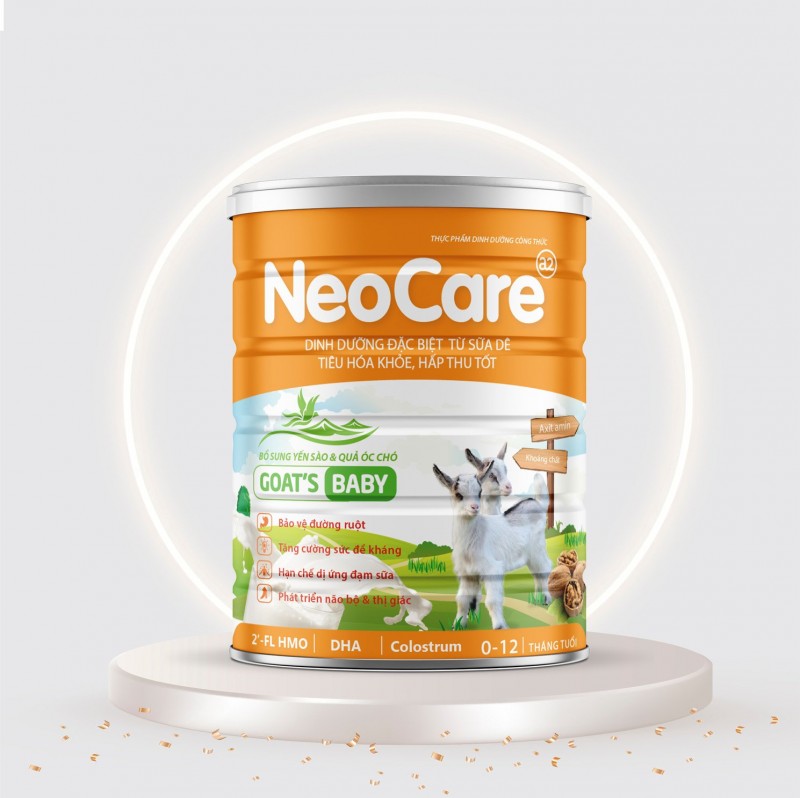 THỰC PHẨM DINH DƯỠNG CÔNG THỨC
NeoCare a2
DINH DƯỠNG ĐẶC BIỆT TỪ SỮA DÊ
TIÊU HÓA KHỎE, HẤP THU TỐT
BỔ SUNG YẾN SÀO & QUẢ ÓC CHÓ
GOAT'S BABY
Axit amin
Khoáng chất
Bảo vệ đường ruột
Tăng cường sức đề kháng
Hạn chế dị ứng đạm sữa
Phát triển não bộ & thị giác
2'-FL HMO DHA Colostrum 0-12 THÁNG TUỔI